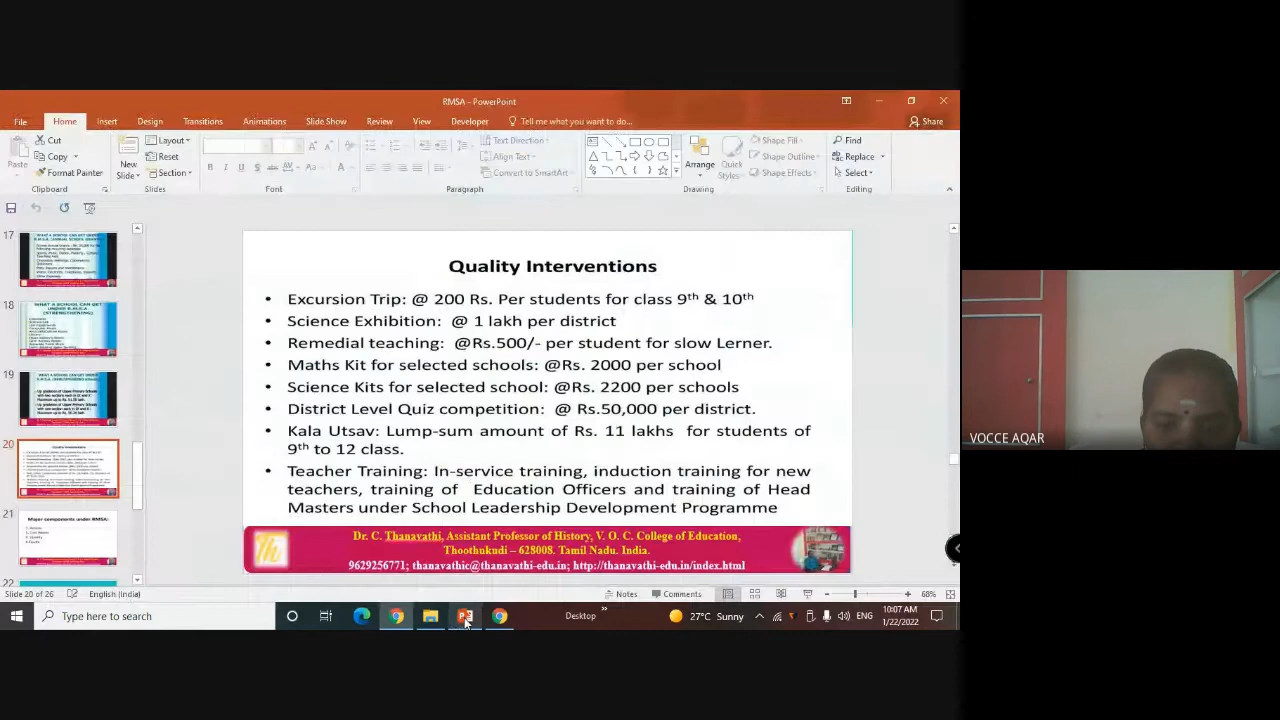 RMSA - PowerPoint
File Home Insert Design Transitions Animations Slide Show Review View Developer Tell me what you want to do... Share
Cut
Copy
Format Painter
Paste
Clipboard
New Slide
Layout
Reset
Section
Slides
Font
Text Direction
Align Text
Convert to SmartArt
Paragraph
Arrange
Quick Styles
Shape Fill
Shape Outline
Shape Effects
Drawing
Find
Replace
Select
Editing
17
18
19
20
21
Major components under RMSA:
22
Quality Interventions
• Excursion Trip: @ 200 Rs. Per students for class 9th & 10th
• Science Exhibition: @ lakh per district
• Remedial teaching: @Rs.500/- per student for slow Lerner.
• Maths Kit for selected schools: @Rs. 2000 per school
• Science Kits for selected school: @Rs. 2200 per schools
• District Level Quiz competition: @ Rs.50,000 per district.
• Kala Utsav: Lump-sum amount of Rs. 11 lakhs for students of
9th to 12 class.
• Teacher Training: In-service training, induction training for new
teachers, training of Education Officers and training of Head
Masters under School Leadership Development Programme
Th
Dr. C. Thanavathi, Assistant Professor of History, V. O. C. College of Education,
Thoothukudi – 628008. Tamil Nadu. India.
9629256771; thanavathic@thanavathi-edu.in; http://thanavathi-edu.in/index.html
VOCCE AQAR
Slide 20 of 26 English (India) Notes Comments 68%
Type here to search Desktop 27°C Sunny ENG
10:07 AM
1/22/2022